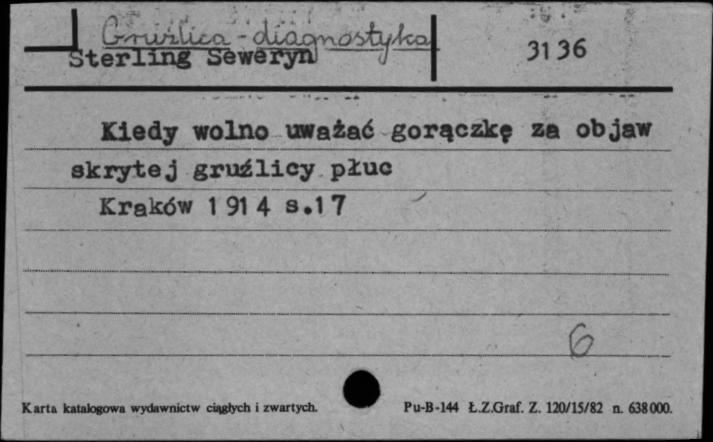 Gruźlica - diagnostyka
Sterling Seweryn 3136
Kiedy wolno uważać gorączkę za objaw
skrytej gruźlicy płuc
Kraków 1914 s.17
6
Karta katalogowa wydawnictw ciągłych i zwartych. Pu-B-144 Ł.Z.Graf. Z. 120/15/82 n. 638000.